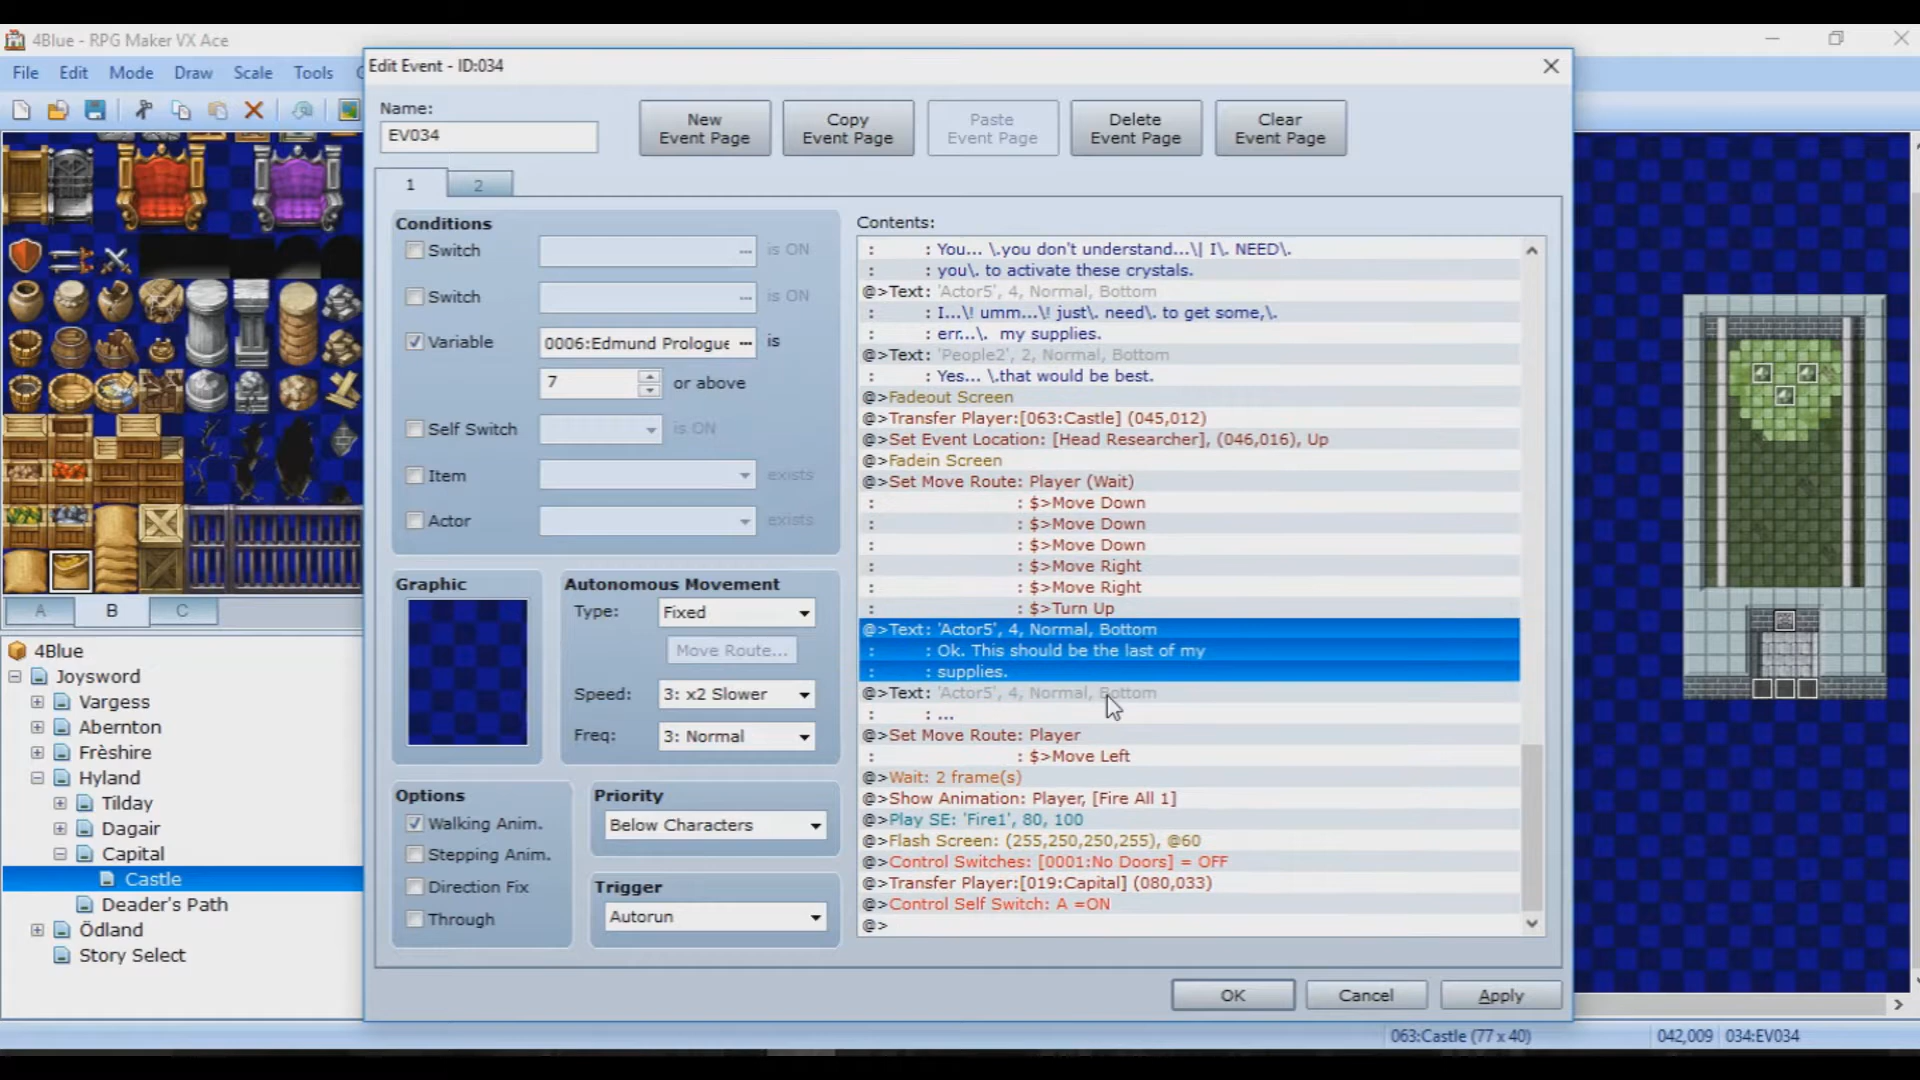 4Blue - RPG Maker VX Ace
File Edit Mode Draw Scale Tools
Edit Event - ID:034
Name:
EV034
New Event Page
Copy Event Page
Paste Event Page
Delete Event Page
Clear Event Page
1
2
Conditions
Switch ... is ON
Switch ... is ON
Variable 0006:Edmund Prologue ... is
7 or above
Self Switch is ON
Item exists
Actor exists
Graphic
Autonomous Movement
Type: Fixed
Move Route...
Speed: 3: x2 Slower
Freq: 3: Normal
Options
Walking Anim.
Stepping Anim.
Direction Fix
Through
Priority
Below Characters
Trigger
Autorun
Contents:
: : You... \.you don't understand...\| I\. NEED\.
: : you\. to activate these crystals.
@>Text: 'Actor5', 4, Normal, Bottom
: : I...\! umm...\! just\. need\. to get some,\.
: : err...\.  my supplies.
@>Text: 'People2', 2, Normal, Bottom
: : Yes... \.that would be best.
@>Fadeout Screen
@>Transfer Player:[063:Castle] (045,012)
@>Set Event Location: [Head Researcher], (046,016), Up
@>Fadein Screen
@>Set Move Route: Player (Wait)
: : $>Move Down
: : $>Move Down
: : $>Move Down
: : $>Move Right
: : $>Move Right
: : $>Turn Up
@>Text: 'Actor5', 4, Normal, Bottom
: : Ok. This should be the last of my
: : supplies.
@>Text: 'Actor5', 4, Normal, Bottom
: : ...
@>Set Move Route: Player
: : $>Move Left
@>Wait: 2 frame(s)
@>Show Animation: Player, [Fire All 1]
@>Play SE: 'Fire1', 80, 100
@>Flash Screen: (255,250,250,255), @60
@>Control Switches: [0001:No Doors] = OFF
@>Transfer Player:[019:Capital] (080,033)
@>Control Self Switch: A =ON
@>
OK
Cancel
Apply
A
B
C
4Blue
Joysword
Vargess
Abernton
Frèshire
Hyland
Tilday
Dagair
Capital
Castle
Deader's Path
Ödland
Story Select
063:Castle (77 x 40)
042,009
034:EV034